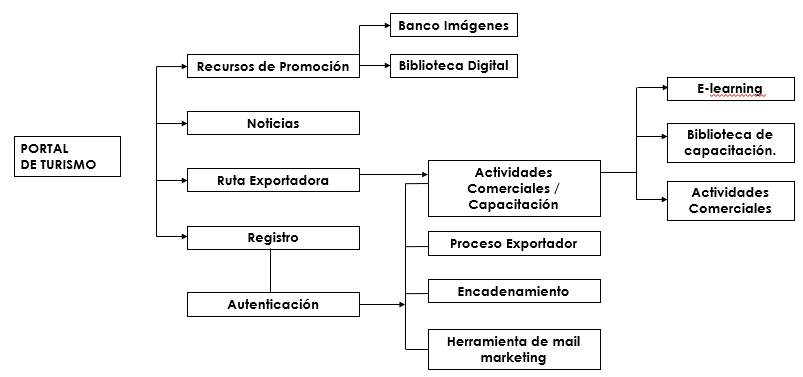 PORTAL
DE TURISMO
Recursos de Promoción
Banco Imágenes
Biblioteca Digital
Noticias
Ruta Exportadora
Registro
Autenticación
Actividades
Comerciales /
Capacitación
Proceso Exportador
Encadenamiento
Herramienta de mail
marketing
E-learning
Biblioteca de
capacitación.
Actividades
Comerciales